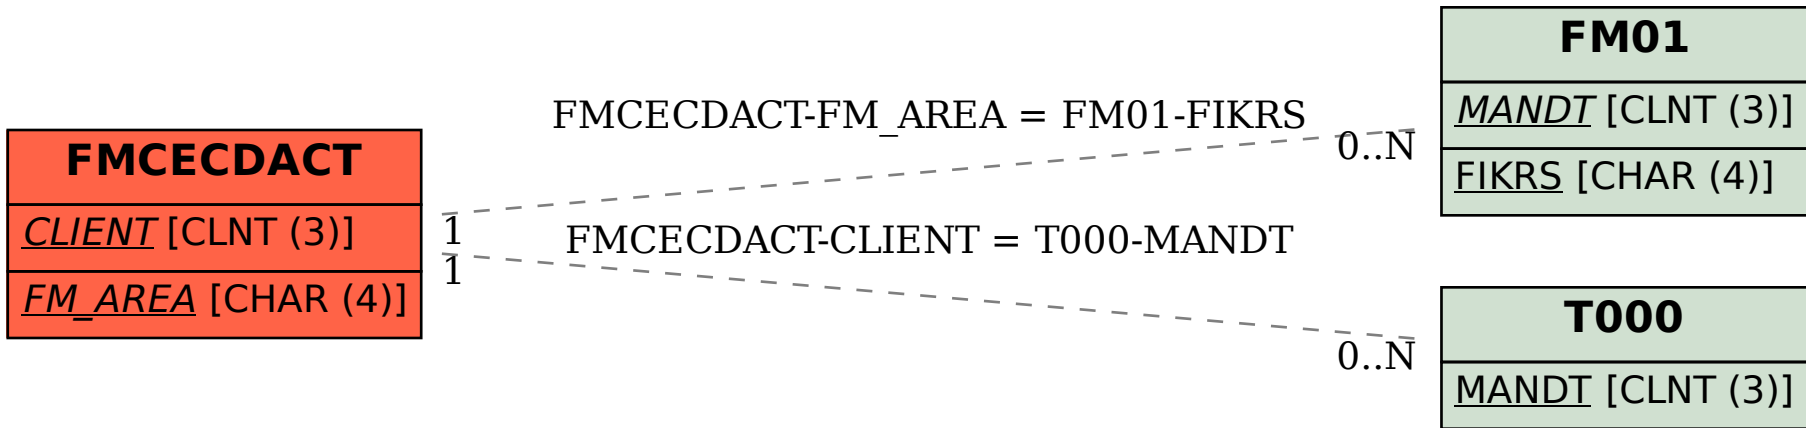 FMCECDACT
CLIENT [CLNT (3)]
FM_AREA [CHAR (4)]
FMCECDACT-FM_AREA = FM01-FIKRS
1
0..N
FMCECDACT-CLIENT = T000-MANDT
1
0..N
FM01
MANDT [CLNT (3)]
FIKRS [CHAR (4)]
T000
MANDT [CLNT (3)]